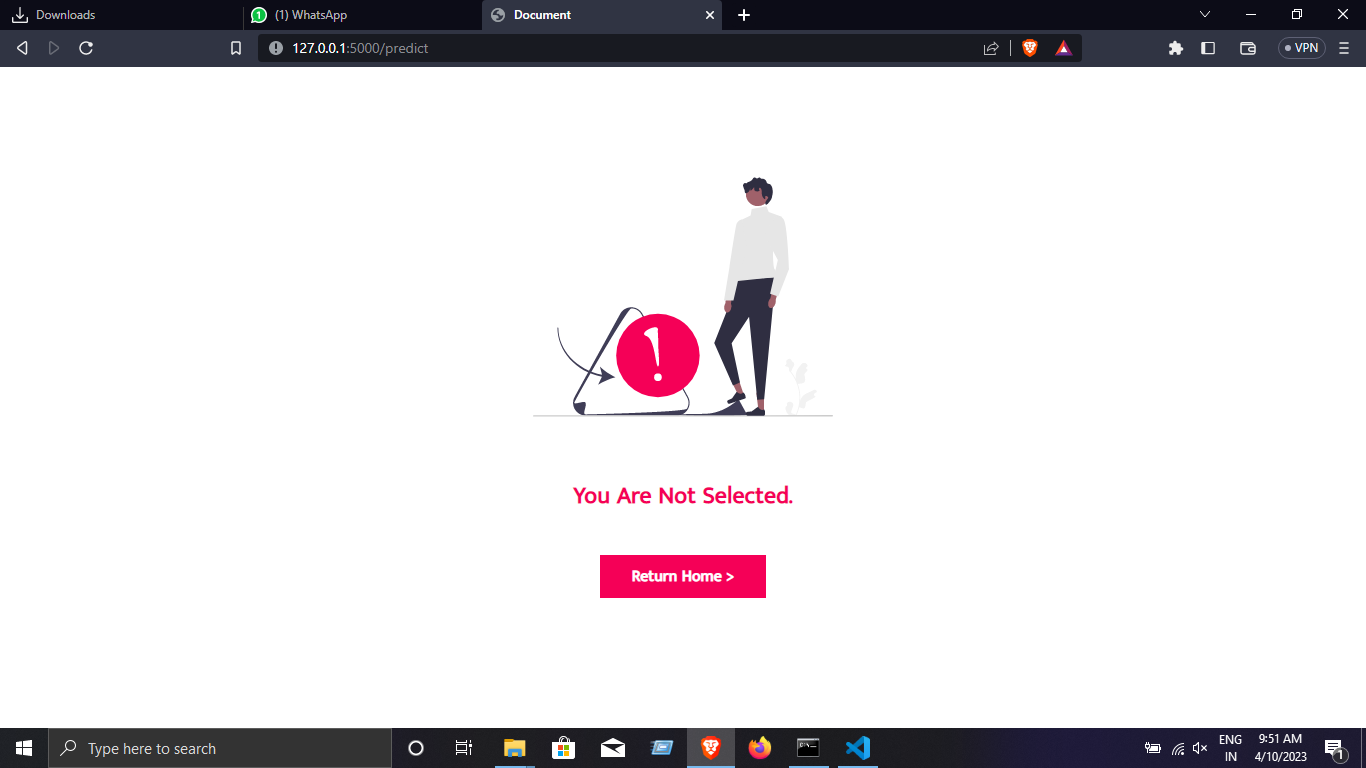 Downloads
(1) WhatsApp
Document
127.0.0.1:5000/predict
VPN
!
You Are Not Selected.
Return Home >
Type here to search
ENG
IN
9:51 AM
4/10/2023
1